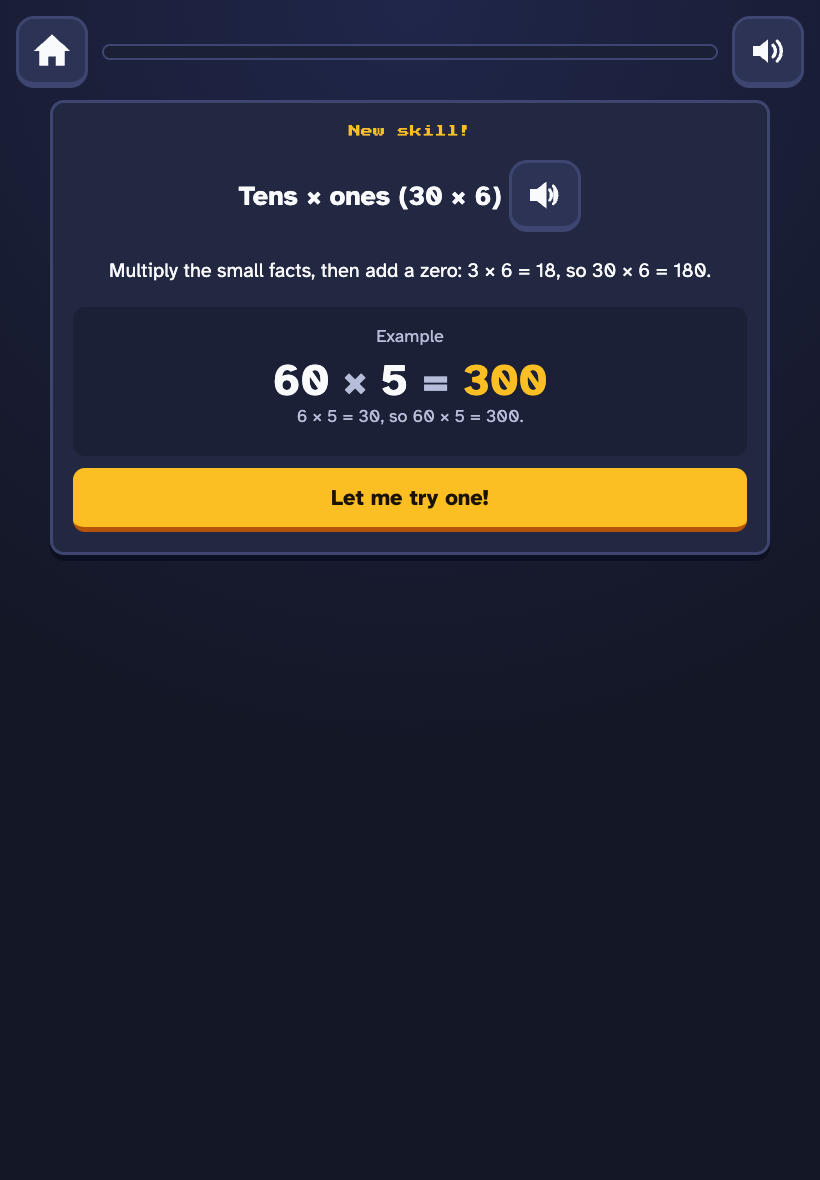 New skill!
Tens × ones (30 × 6)
Multiply the small facts, then add a zero: 3 × 6 = 18, so 30 × 6 = 180.
Example
60 × 5 = 300
6 × 5 = 30, so 60 × 5 = 300.
Let me try one!